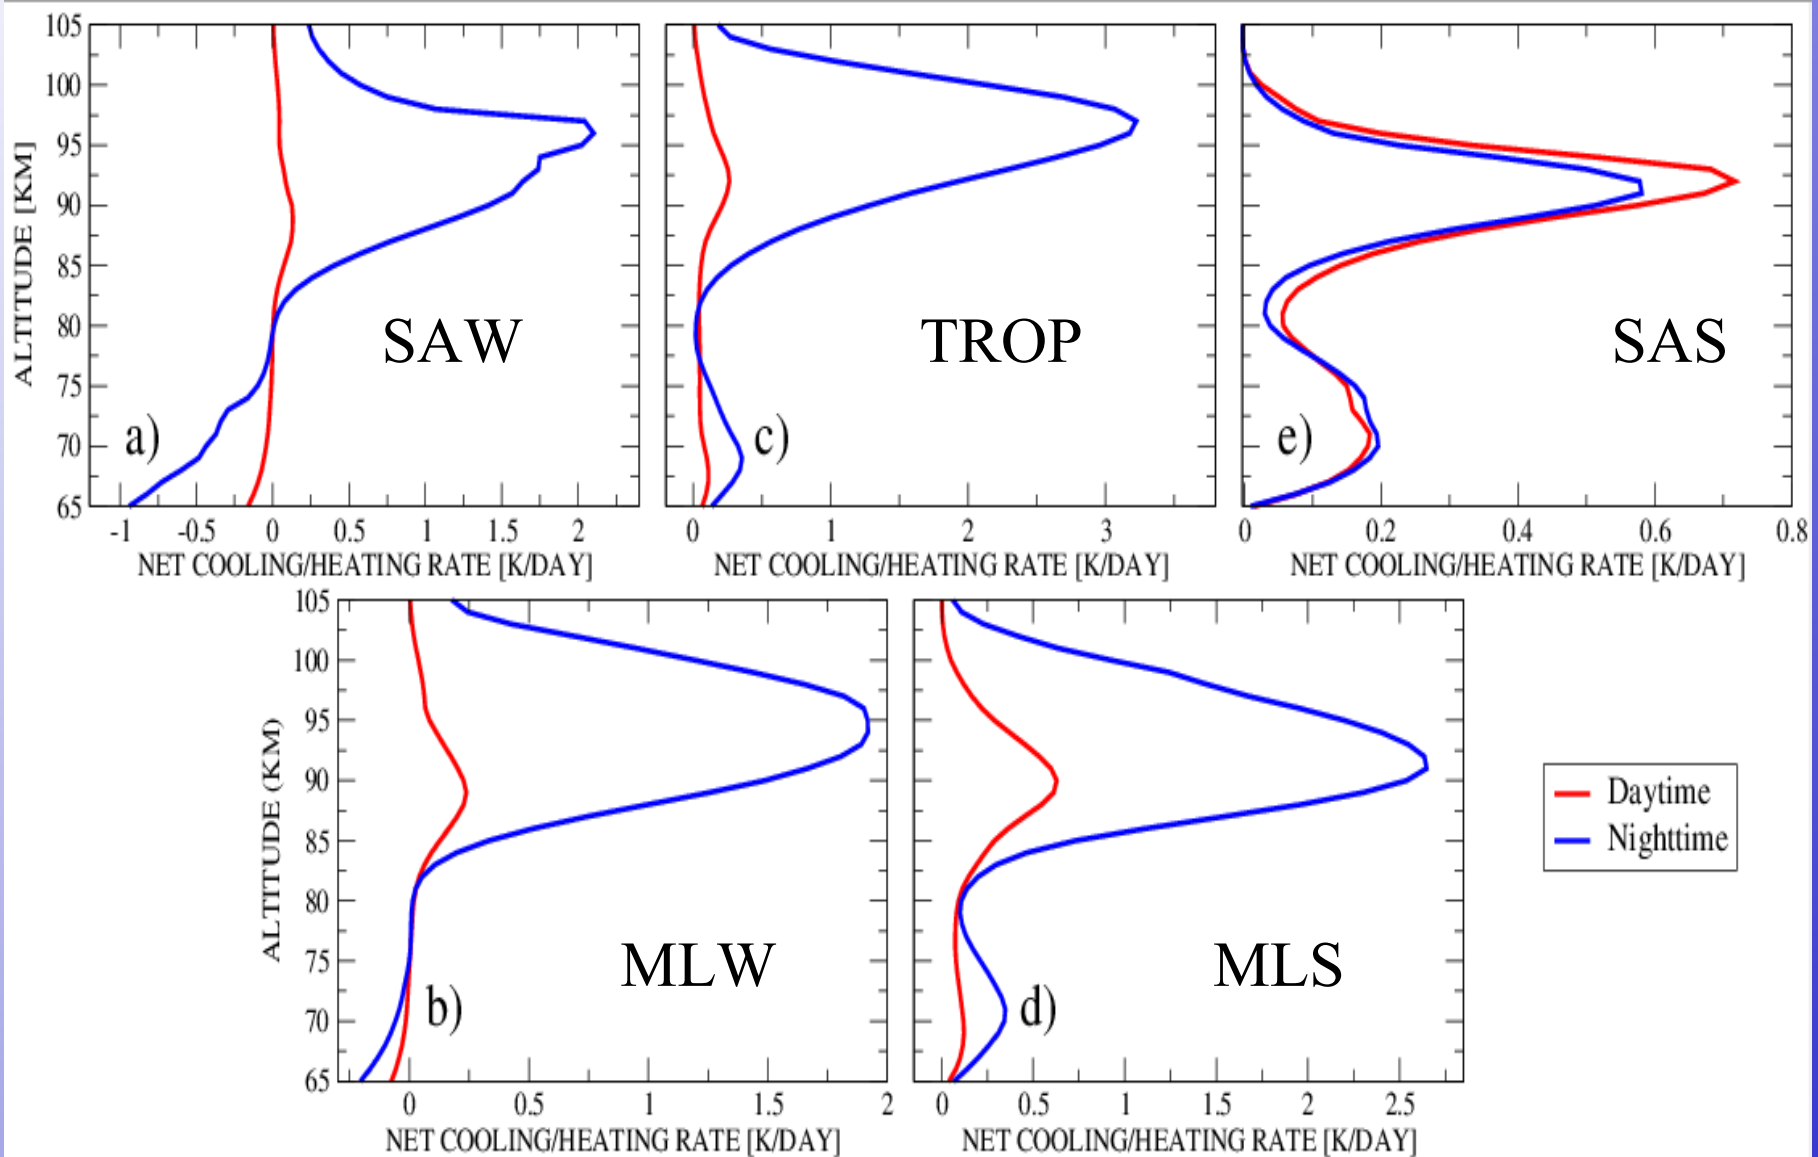 105
100
95
90
85
80
75
70
65
ALTITUDE [KM]
a)
SAW
-1 -0.5 0 0.5 1 1.5 2
NET COOLING/HEATING RATE [K/DAY]
c)
TROP
0 1 2 3
NET COOLING/HEATING RATE [K/DAY]
e)
SAS
0 0.2 0.4 0.6 0.8
NET COOLING/HEATING RATE [K/DAY]
105
100
95
90
85
80
75
70
65
ALTITUDE (KM)
b)
MLW
0 0.5 1 1.5 2
NET COOLING/HEATING RATE [K/DAY]
d)
MLS
0 0.5 1 1.5 2 2.5
NET COOLING/HEATING RATE [K/DAY]
Daytime
Nighttime